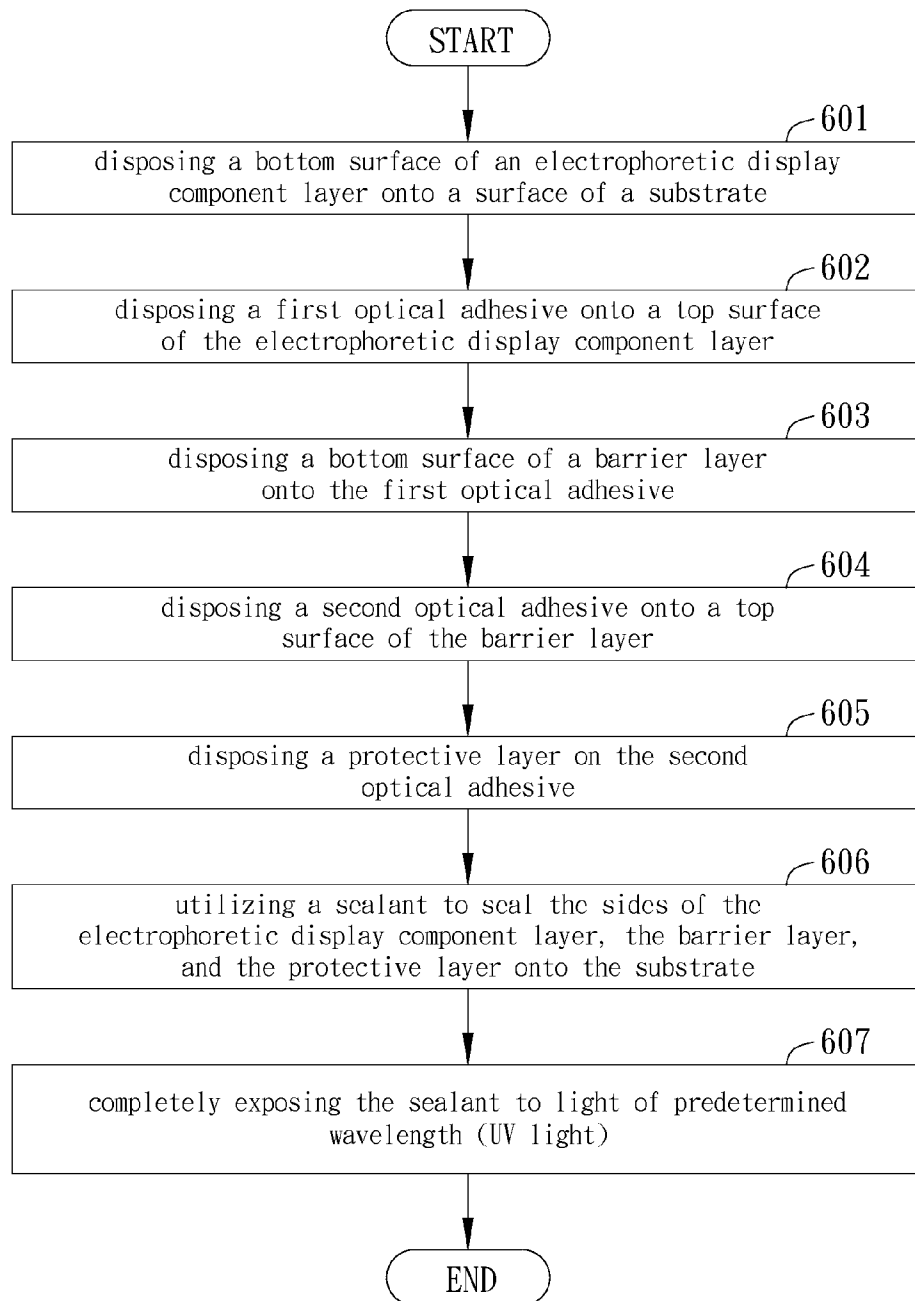 START
601
disposing a bottom surface of an electrophoretic display
component layer onto a surface of a substrate
602
disposing a first optical adhesive onto a top surface
of the electrophoretic display component layer
603
disposing a bottom surface of a barrier layer
onto the first optical adhesive
604
disposing a second optical adhesive onto a top
surface of the barrier layer
605
disposing a protective layer on the second
optical adhesive
606
utilizing a sealant to seal the sides of the
electrophoretic display component layer, the barrier layer,
and the protective layer onto the substrate
607
completely exposing the sealant to light of predetermined
wavelength (UV light)
END